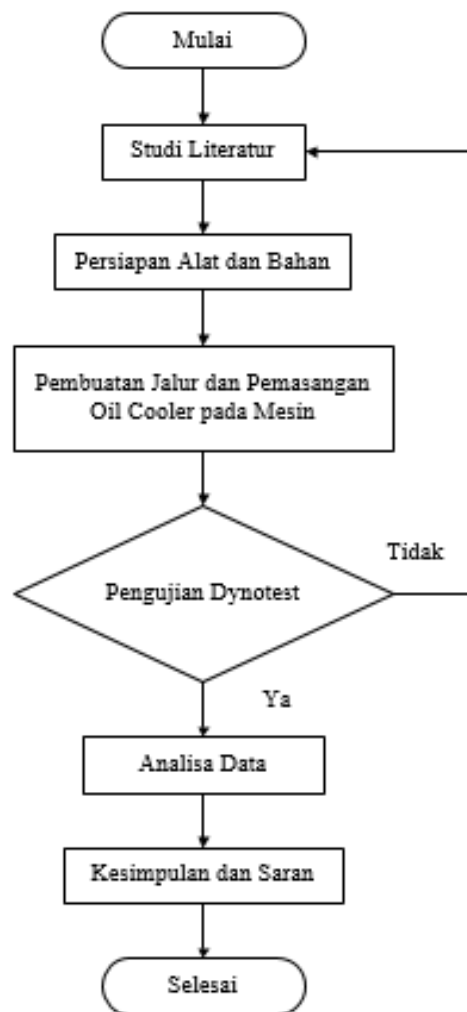 Mulai
Studi Literatur
Persiapan Alat dan Bahan
Pembuatan Jalur dan Pemasangan
Oil Cooler pada Mesin
Tidak
Pengujian Dynotest
Ya
Analisa Data
Kesimpulan dan Saran
Selesai